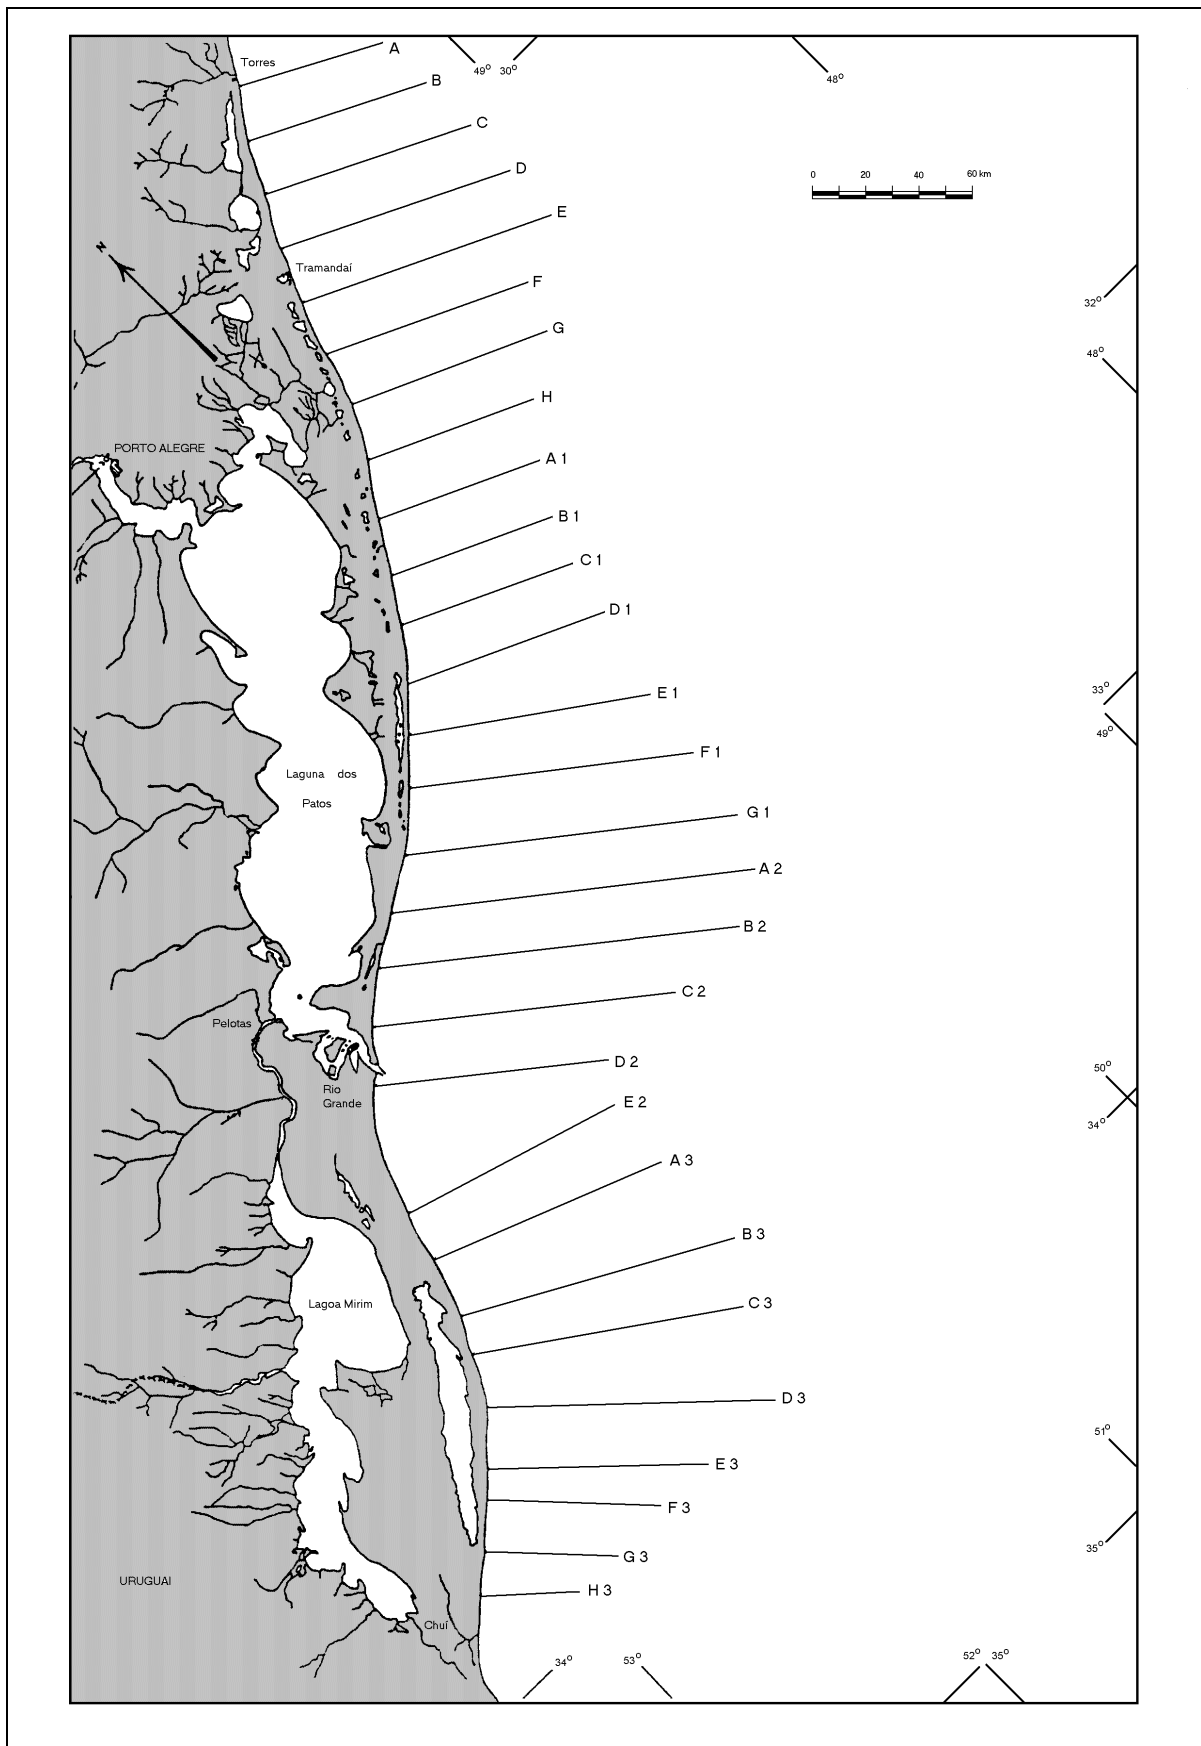 A
Torres
49° 30°
48°
B
C
0 20 40 60 km
D
E
N
Tramandaí
F
32°
G
48°
H
PORTO ALEGRE
A 1
B 1
C 1
D 1
33°
E 1
49°
F 1
Laguna dos
Patos
G 1
A 2
B 2
C 2
Pelotas
D 2
50°
Rio
Grande
E 2
34°
A 3
B 3
Lagoa Mirim
C 3
D 3
51°
E 3
F 3
35°
G 3
URUGUAI
H 3
Chuí
34° 53° 52° 35°